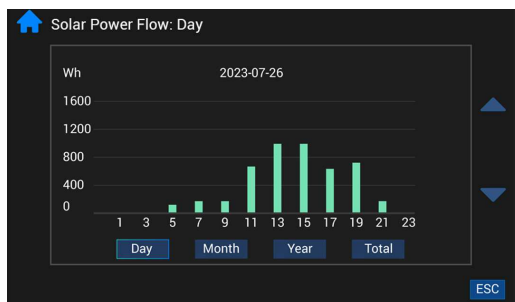 Solar Power Flow: Day
Wh 2023-07-26
1600
1200
800
400
0
1 3 5 7 9 11 13 15 17 19 21 23
Day Month Year Total
ESC